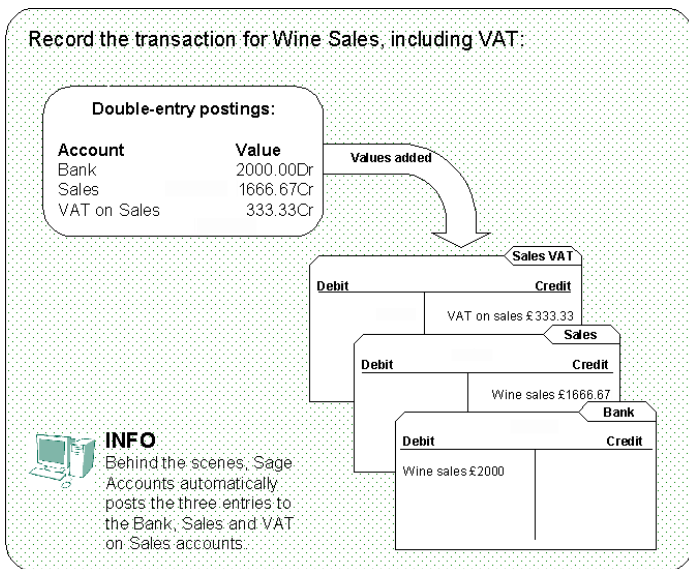 Record the transaction for Wine Sales, including VAT:
Double-entry postings:
Account Value
Bank 2000.00Dr
Sales 1666.67Cr
VAT on Sales 333.33Cr
Values added
Sales VAT
Debit Credit
VAT on sales £333.33
Sales
Debit Credit
Wine sales £1666.67
Bank
Debit Credit
Wine sales £2000
INFO
Behind the scenes, Sage
Accounts automatically
posts the three entries to
the Bank, Sales and VAT
on Sales accounts.